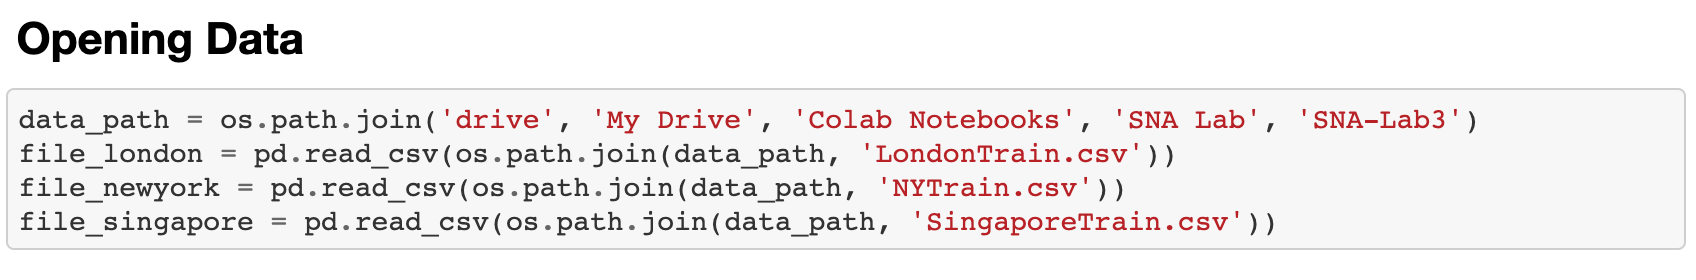 Opening Data
data_path = os.path.join('drive', 'My Drive', 'Colab Notebooks', 'SNA Lab', 'SNA-Lab3')
file_london = pd.read_csv(os.path.join(data_path, 'LondonTrain.csv'))
file_newyork = pd.read_csv(os.path.join(data_path, 'NYTrain.csv'))
file_singapore = pd.read_csv(os.path.join(data_path, 'SingaporeTrain.csv'))